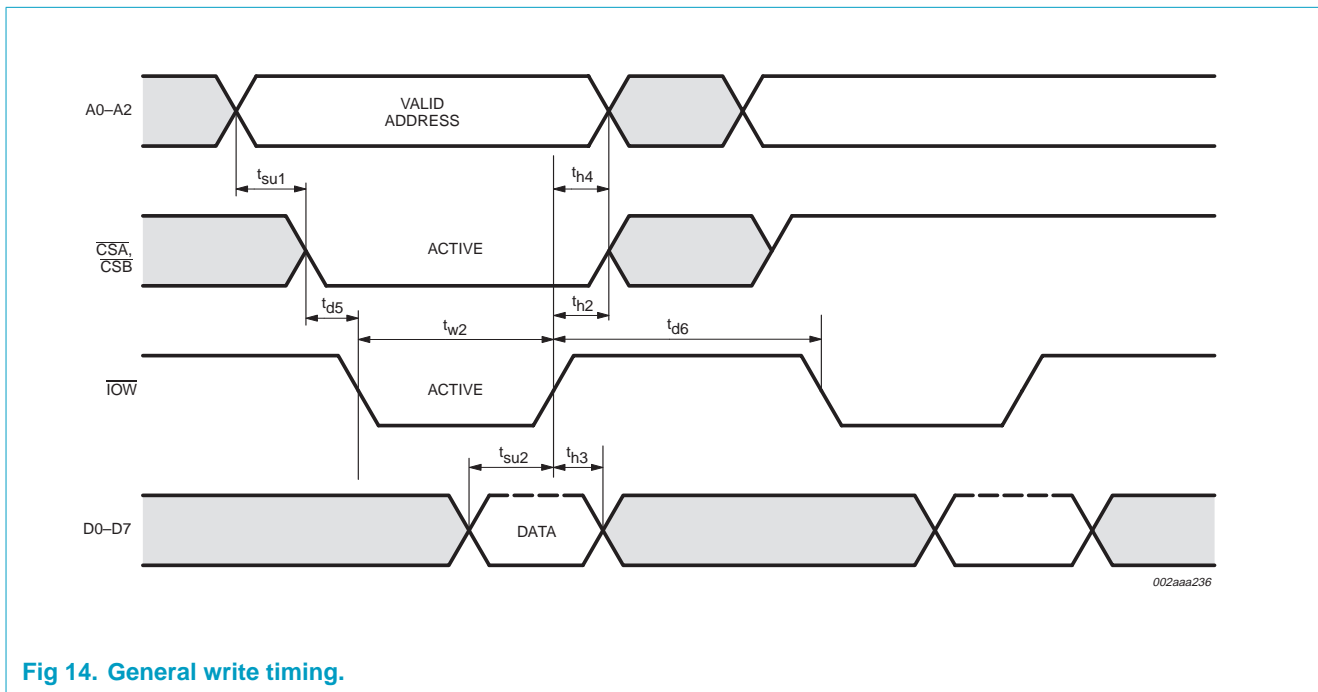 A0–A2
VALID
ADDRESS
tsu1
th4
CSA,
CSB
ACTIVE
td5
th2
tw2
td6
IOW
ACTIVE
tsu2
th3
D0–D7
DATA
002aaa236
Fig 14. General write timing.